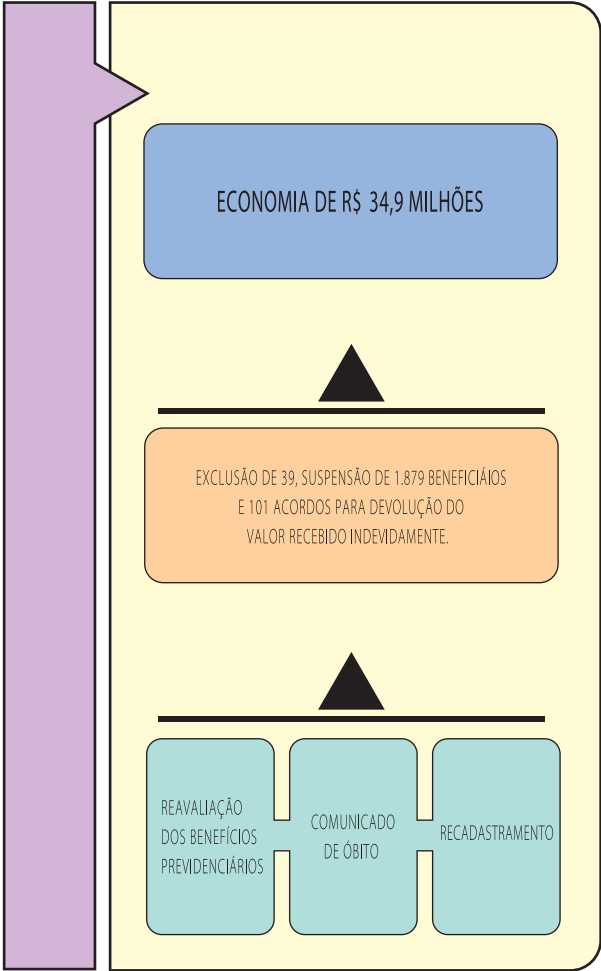 ECONOMIA DE R$ 34,9 MILHÕES
EXCLUSÃO DE 39, SUSPENSÃO DE 1.879 BENEFICIÁIOS
E 101 ACORDOS PARA DEVOLUÇÃO DO
VALOR RECEBIDO INDEVIDAMENTE.
REAVALIAÇÃO
DOS BENEFÍCIOS
PREVIDENCIÁRIOS
COMUNICADO
DE ÓBITO
RECADASTRAMENTO